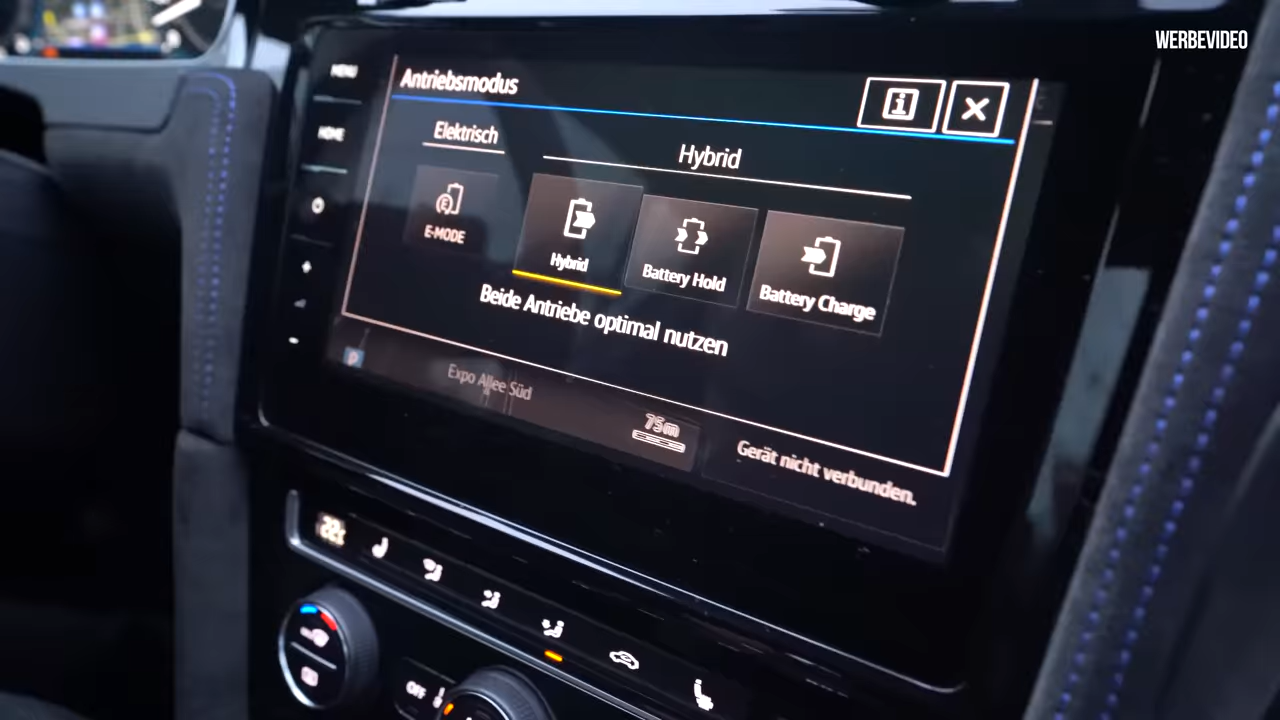 WERBEVIDEO
MENU
HOME
Antriebsmodus
i
Elektrisch
Hybrid
E
E-MODE
Hybrid
Battery Hold
Battery Charge
Beide Antriebe optimal nutzen
P
Expo Allee Süd
75m
Gerät nicht verbunden.
OFF